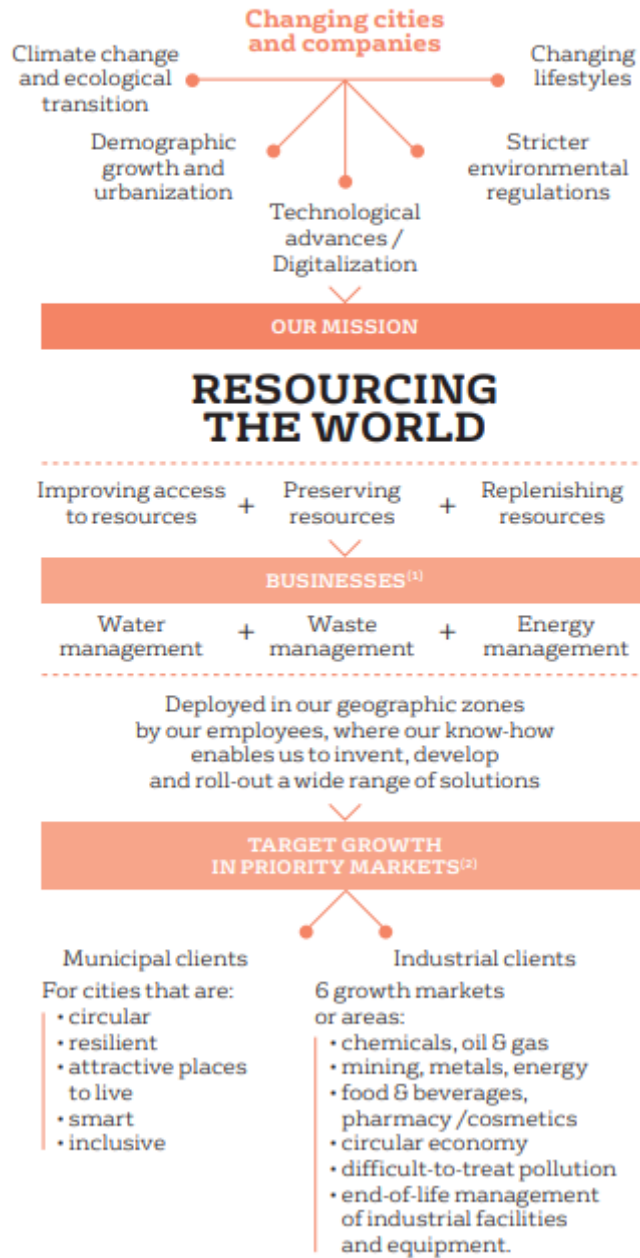 Changing cities
and companies
Climate change
and ecological
transition
Demographic
growth and
urbanization
Technological
advances /
Digitalization
Stricter
environmental
regulations
Changing
lifestyles
OUR MISSION
RESOURCING
THE WORLD
Improving access
to resources
+
Preserving
resources
+
Replenishing
resources
BUSINESSES(1)
Water
management
+
Waste
management
+
Energy
management
Deployed in our geographic zones
by our employees, where our know-how
enables us to invent, develop
and roll-out a wide range of solutions
TARGET GROWTH
IN PRIORITY MARKETS(2)
Municipal clients
For cities that are:
• circular
• resilient
• attractive places
to live
• smart
• inclusive
Industrial clients
6 growth markets
or areas:
• chemicals, oil & gas
• mining, metals, energy
• food & beverages,
pharmacy /cosmetics
• circular economy
• difficult-to-treat pollution
• end-of-life management
of industrial facilities
and equipment.